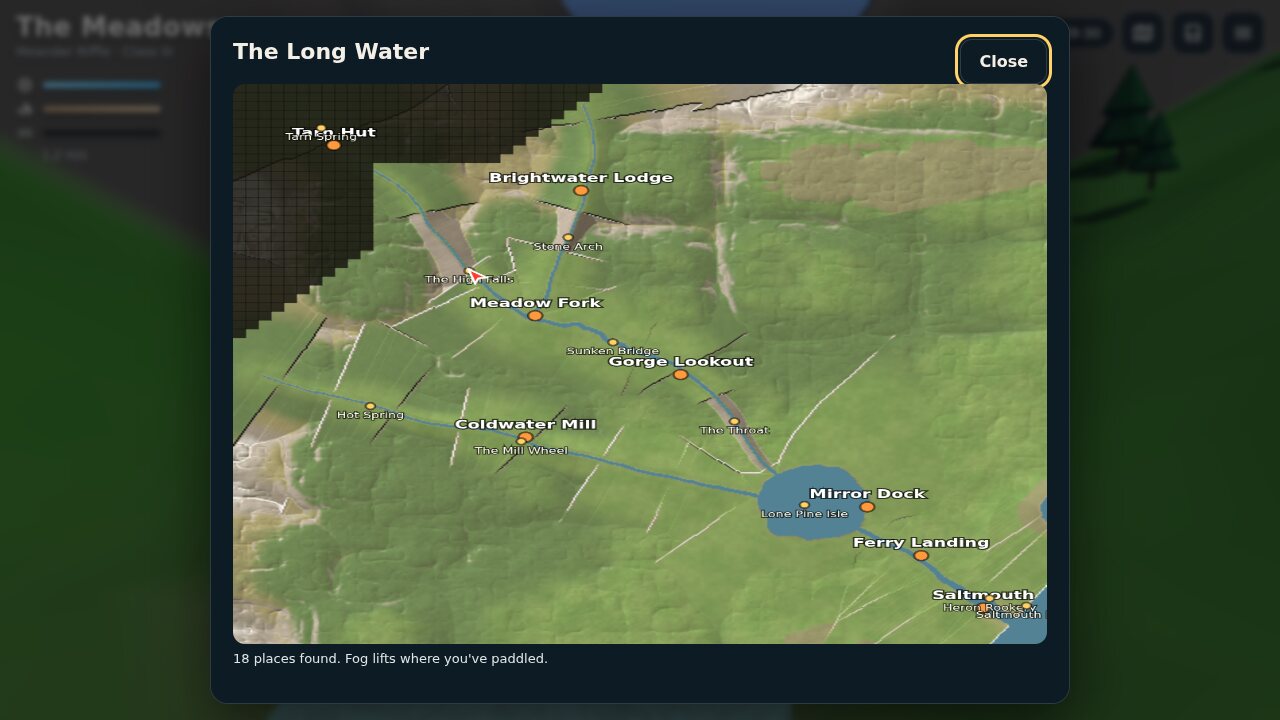 The Meadows
The Long Water
Close
Tarn Hut
Tarn Spring
Brightwater Lodge
Stone Arch
The High Falls
Meadow Fork
Sunken Bridge
Gorge Lookout
Hot Spring
Coldwater Mill
The Mill Wheel
The Throat
Mirror Dock
Lone Pine Isle
Ferry Landing
Saltmouth
Heron Rookery
Saltmouth
18 places found. Fog lifts where you've paddled.